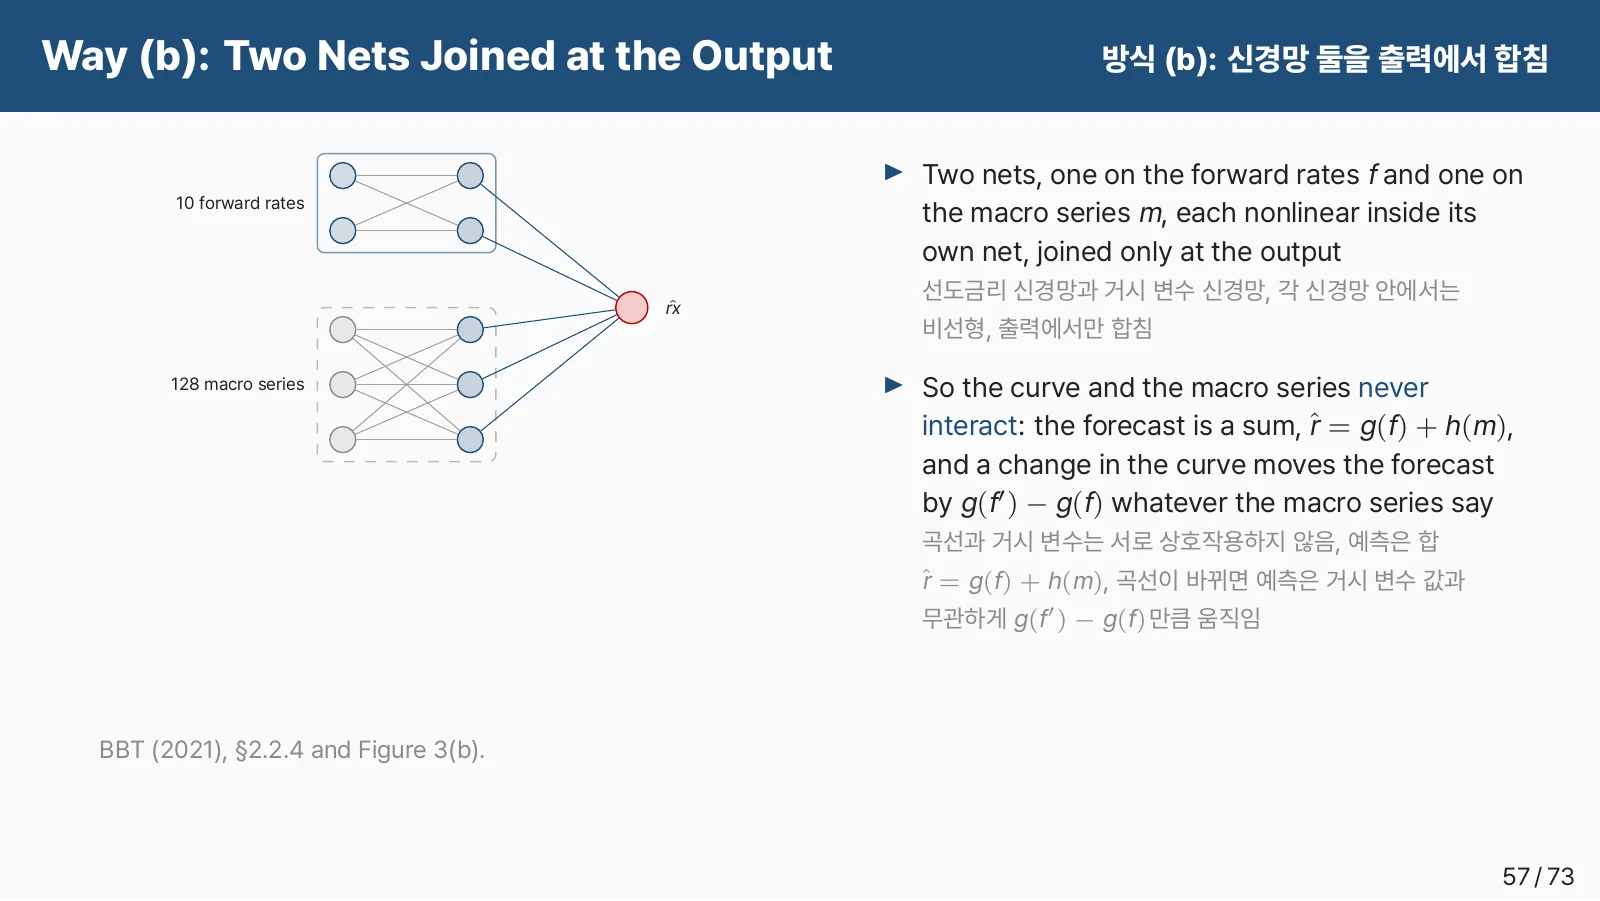 Way (b): Two Nets Joined at the Output
방식 (b): 신경망 둘을 출력에서 합침
10 forward rates
128 macro series
r̂x
▶ Two nets, one on the forward rates f and one on
the macro series m, each nonlinear inside its
own net, joined only at the output
선도금리 신경망과 거시 변수 신경망, 각 신경망 안에서는
비선형, 출력에서만 합침
▶ So the curve and the macro series never
interact: the forecast is a sum, r̂ = g(f) + h(m),
and a change in the curve moves the forecast
by g(f′) − g(f) whatever the macro series say
곡선과 거시 변수는 서로 상호작용하지 않음, 예측은 합
r̂ = g(f) + h(m), 곡선이 바뀌면 예측은 거시 변수 값과
무관하게 g(f′) − g(f)만큼 움직임
BBT (2021), §2.2.4 and Figure 3(b).
57 / 73